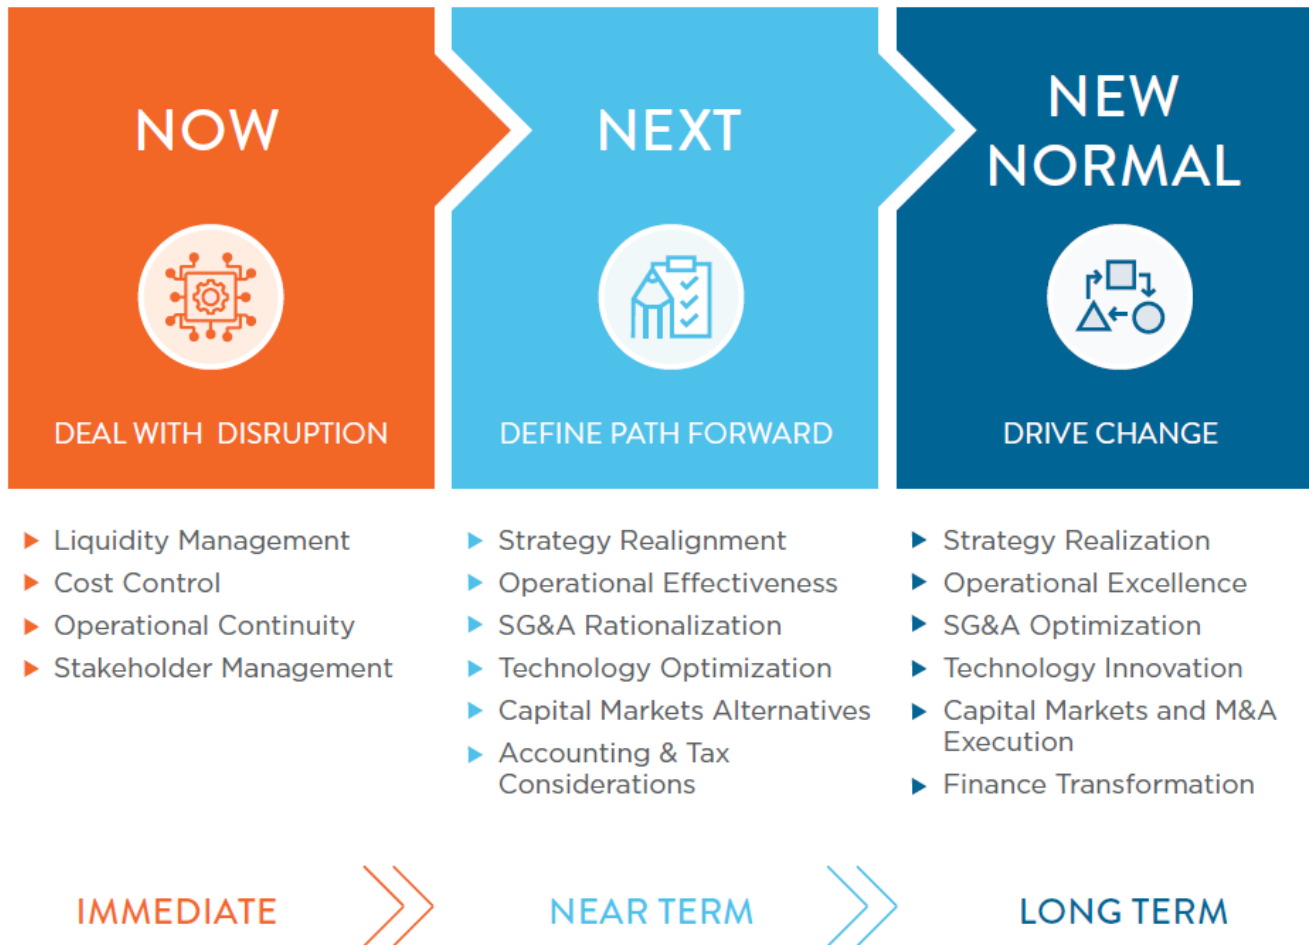 NOW
DEAL WITH DISRUPTION
Liquidity Management
Cost Control
Operational Continuity
Stakeholder Management
IMMEDIATE
NEXT
DEFINE PATH FORWARD
Strategy Realignment
Operational Effectiveness
SG&A Rationalization
Technology Optimization
Capital Markets Alternatives
Accounting & Tax
Considerations
NEAR TERM
NEW
NORMAL
DRIVE CHANGE
Strategy Realization
Operational Excellence
SG&A Optimization
Technology Innovation
Capital Markets and M&A
Execution
Finance Transformation
LONG TERM